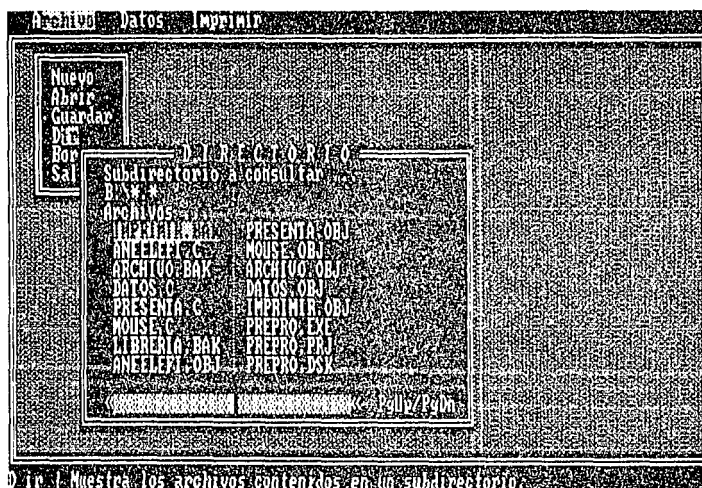 Archivo Datos Imprimir
Nuevo
Abrir
Guardar
Dir
Bor
Sal
DIRECTORIO
Subdirectorio a consultar ...
B:\*.*
Archivos ...
PRESENTA.OBJ
ANEELEFI.C MOUSE.OBJ
ARCHIVO.BAK ARCHIVO.OBJ
DATOS.C DATOS.OBJ
PRESENTA.C IMPRIMIR.OBJ
MOUSE.C PREPRO.EXE
LIBRERIA.BAK PREPRO.PRJ
ANEELEFI.OBJ PREPRO.DSK
PgUp/PgDn
D ir | Muestra los archivos contenidos en un subdirectorio.